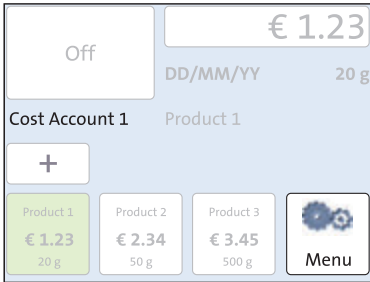 Off
€ 1.23
DD/MM/YY 20 g
Cost Account 1 Product 1
+
Product 1 Product 2 Product 3
€ 1.23 € 2.34 € 3.45
20 g 50 g 500 g
Menu